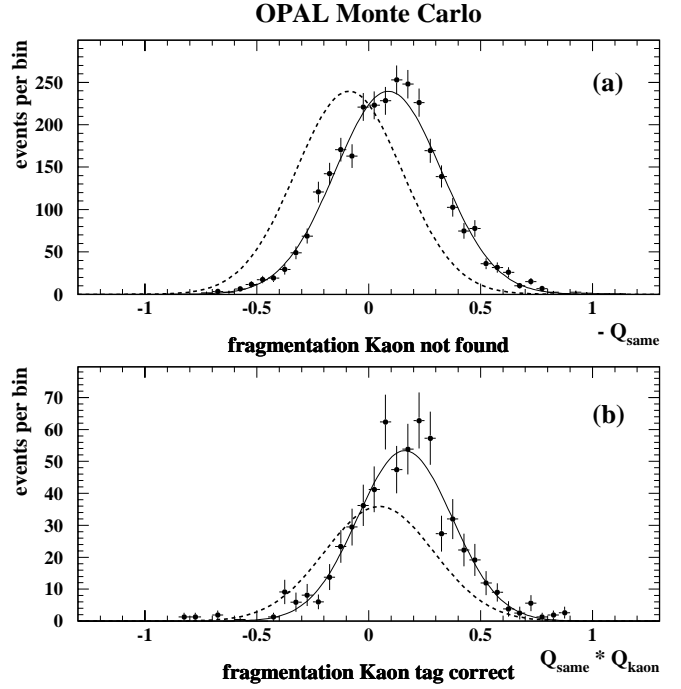 OPAL Monte Carlo
events per bin
(a)
250
200
150
100
50
0
-1 -0.5 0 0.5 1
- Q_same
fragmentation Kaon not found
events per bin
(b)
70
60
50
40
30
20
10
0
-1 -0.5 0 0.5 1
Q_same * Q_kaon
fragmentation Kaon tag correct